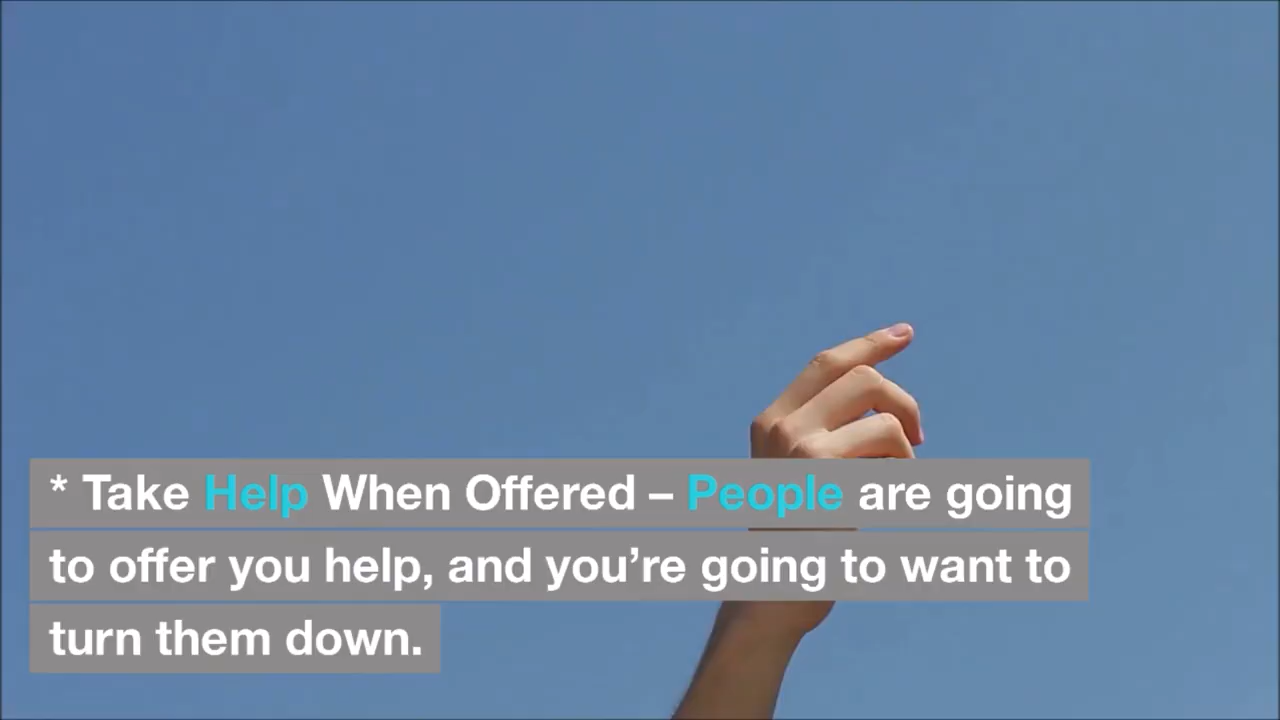 * Take Help When Offered – People are going
to offer you help, and you’re going to want to
turn them down.